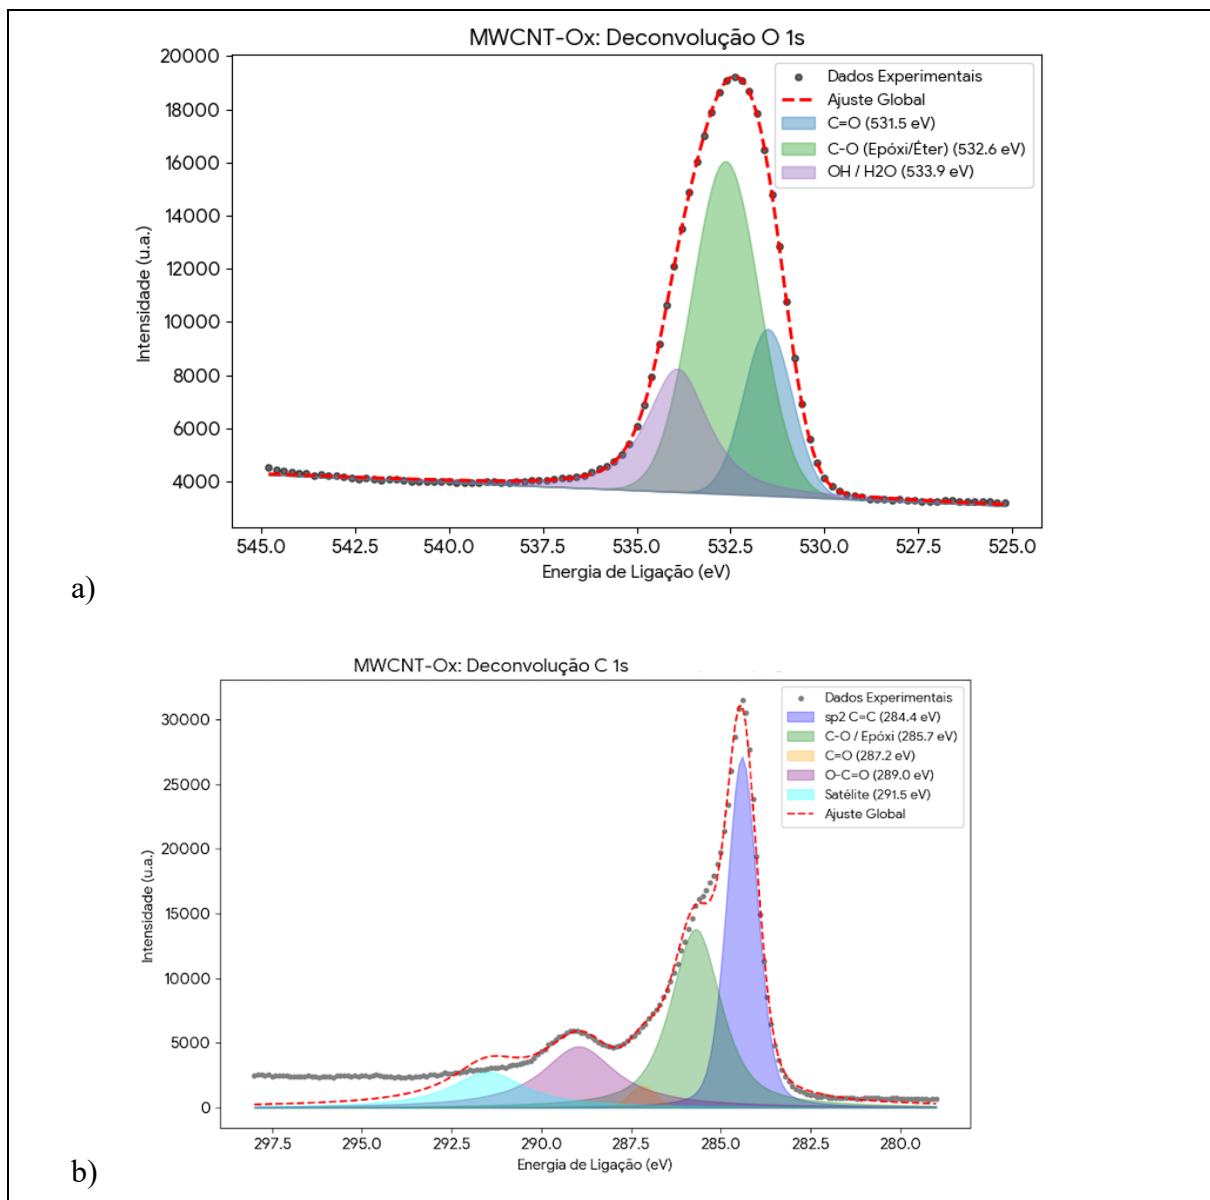 MWCNT-Ox: Deconvolução O 1s
20000
18000
16000
14000
12000
10000
8000
6000
4000
Intensidade (u.a.)
Dados Experimentais
Ajuste Global
C=O (531.5 eV)
C-O (Epóxi/Éter) (532.6 eV)
OH / H2O (533.9 eV)
545.0 542.5 540.0 537.5 535.0 532.5 530.0 527.5 525.0
Energia de Ligação (eV)
a)
MWCNT-Ox: Deconvolução C 1s
30000
25000
20000
15000
10000
5000
0
Intensidade (u.a.)
Dados Experimentais
sp2 C=C (284.4 eV)
C-O / Epóxi (285.7 eV)
C=O (287.2 eV)
O-C=O (289.0 eV)
Satélite (291.5 eV)
Ajuste Global
297.5 295.0 292.5 290.0 287.5 285.0 282.5 280.0
Energia de Ligação (eV)
b)